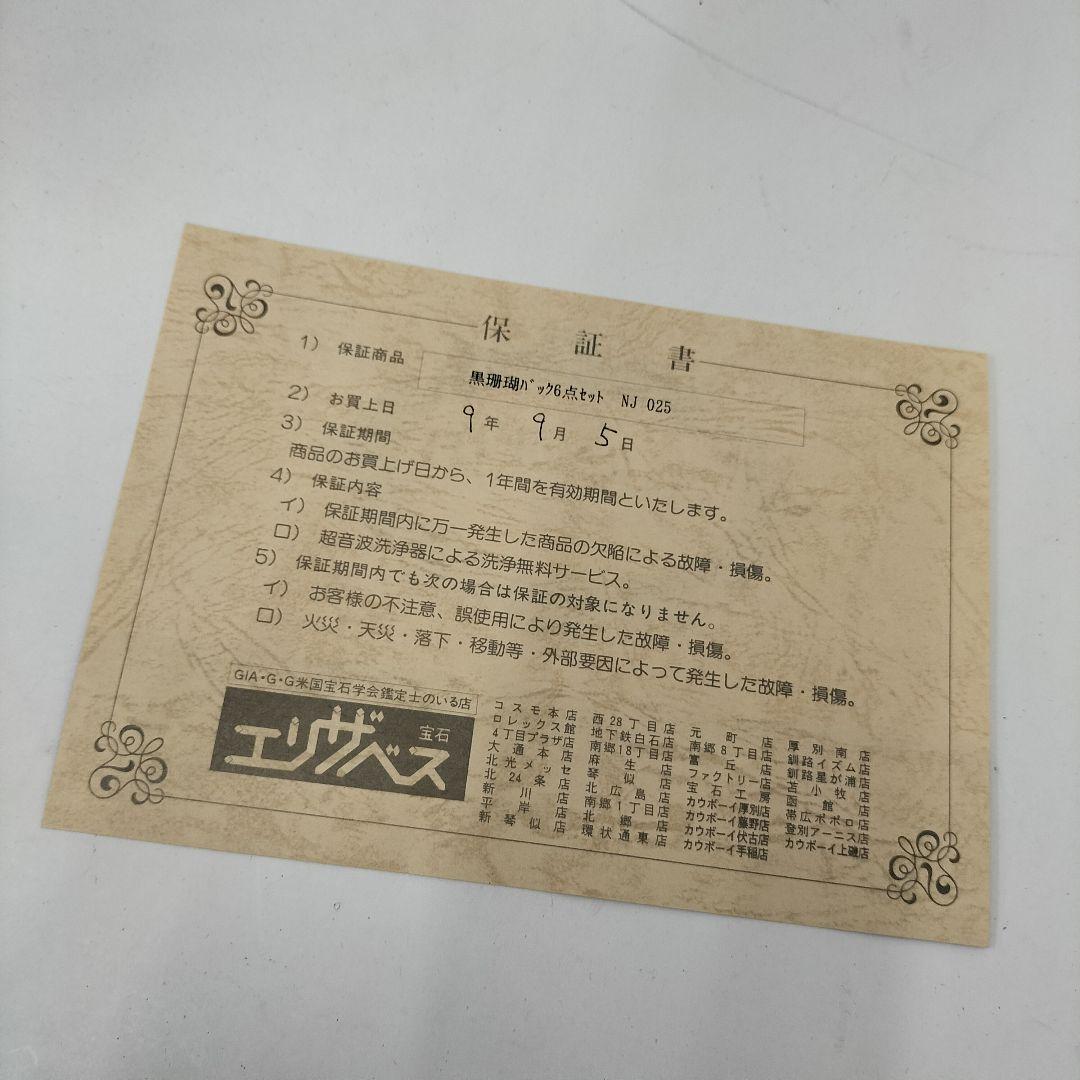 保証書
1) 保証商品 黒珊瑚ﾊﾞｯｸ6点ｾｯﾄ NJ 025
2) お買上日 9年 9月 5日
3) 保証期間
商品のお買上げ日から、1年間を有効期間といたします。
4) 保証内容
イ) 保証期間内に万一発生した商品の欠陥による故障・損傷。
ロ) 超音波洗浄器による洗浄無料サービス。
5) 保証期間内でも次の場合は保証の対象になりません。
イ) お客様の不注意、誤使用により発生した故障・損傷。
ロ) 火災・天災・落下・移動等・外部要因によって発生した故障・損傷。
GIA・G・G米国宝石学会鑑定士のいる店
宝石
エリザベス
コスモ本店 西28丁目店 元町店 厚別南店
ロレックス館 地下鉄白石店 南郷8丁目店 釧路イズム店
4丁目プラザ店 南郷18丁目店 富丘店 釧路星が浦店
大通本店 麻生店 ファクトリー店 苫小牧店
北光メッセ 琴似店 宝石工房 函館店
北24条店 北広島店 カウボーイ厚別店 帯広ポポロ店
新川店 南郷1丁目店 カウボーイ藤野店 登別アーニス店
平岸店 北郷店 カウボーイ伏古店 カウボーイ上磯店
新琴似店 環状通東店 カウボーイ手稲店